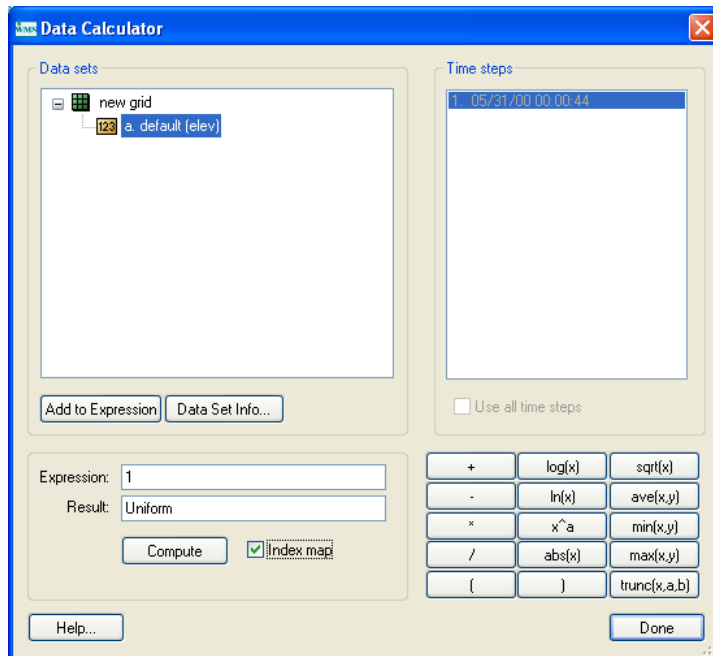 WMS Data Calculator
Data sets
new grid
123 a. default (elev)
Add to Expression Data Set Info...
Time steps
1. 05/31/00 00:00:44
Use all time steps
Expression: 1
Result: Uniform
Compute Index map
+ log(x) sqrt(x)
- ln(x) ave(x,y)
* x^a min(x,y)
/ abs(x) max(x,y)
( ) trunc(x,a,b)
Help... Done